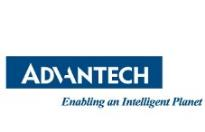 ADVANTECH
Enabling an Intelligent Planet